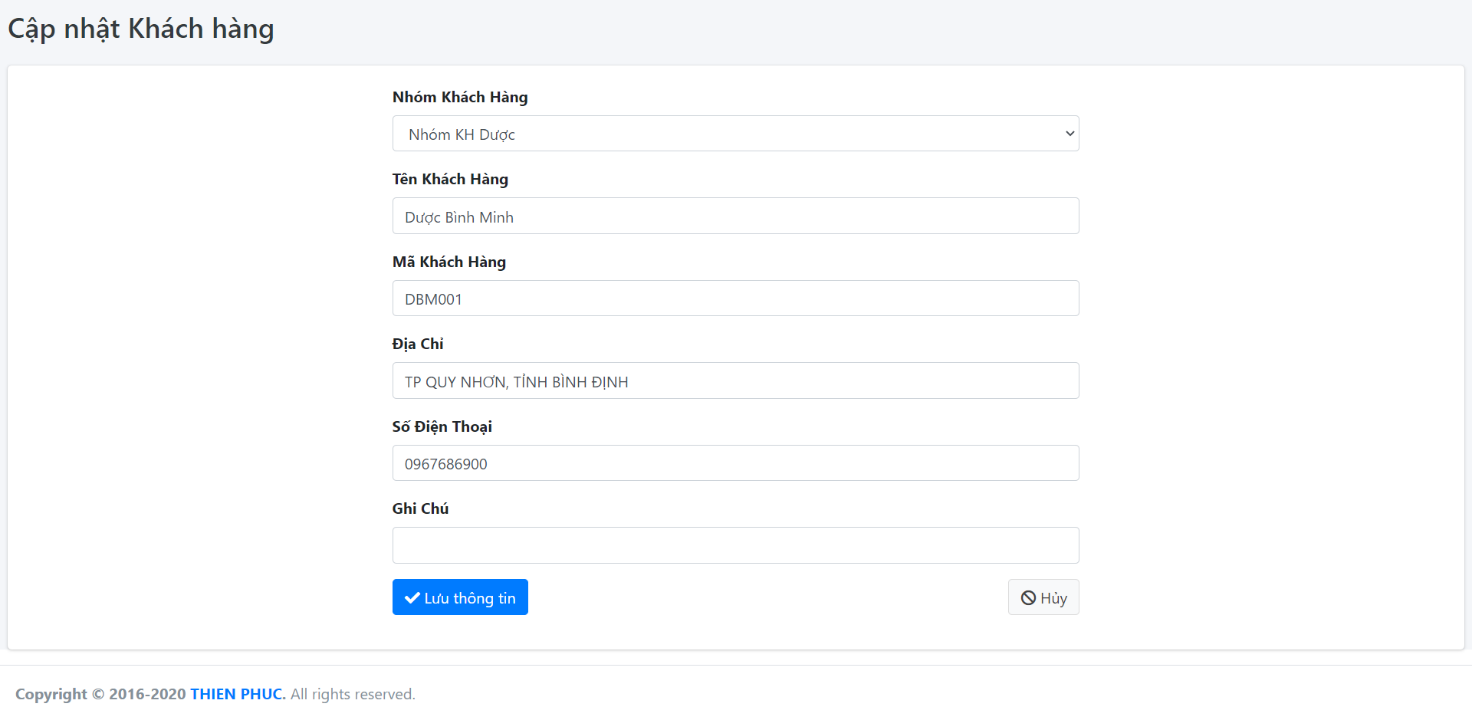 Cập nhật Khách hàng
Nhóm Khách Hàng
Nhóm KH Dược
Tên Khách Hàng
Dược Bình Minh
Mã Khách Hàng
DBM001
Địa Chỉ
TP QUY NHƠN, TỈNH BÌNH ĐỊNH
Số Điện Thoại
0967686900
Ghi Chú
Lưu thông tin
Hủy
Copyright © 2016-2020 THIEN PHUC. All rights reserved.